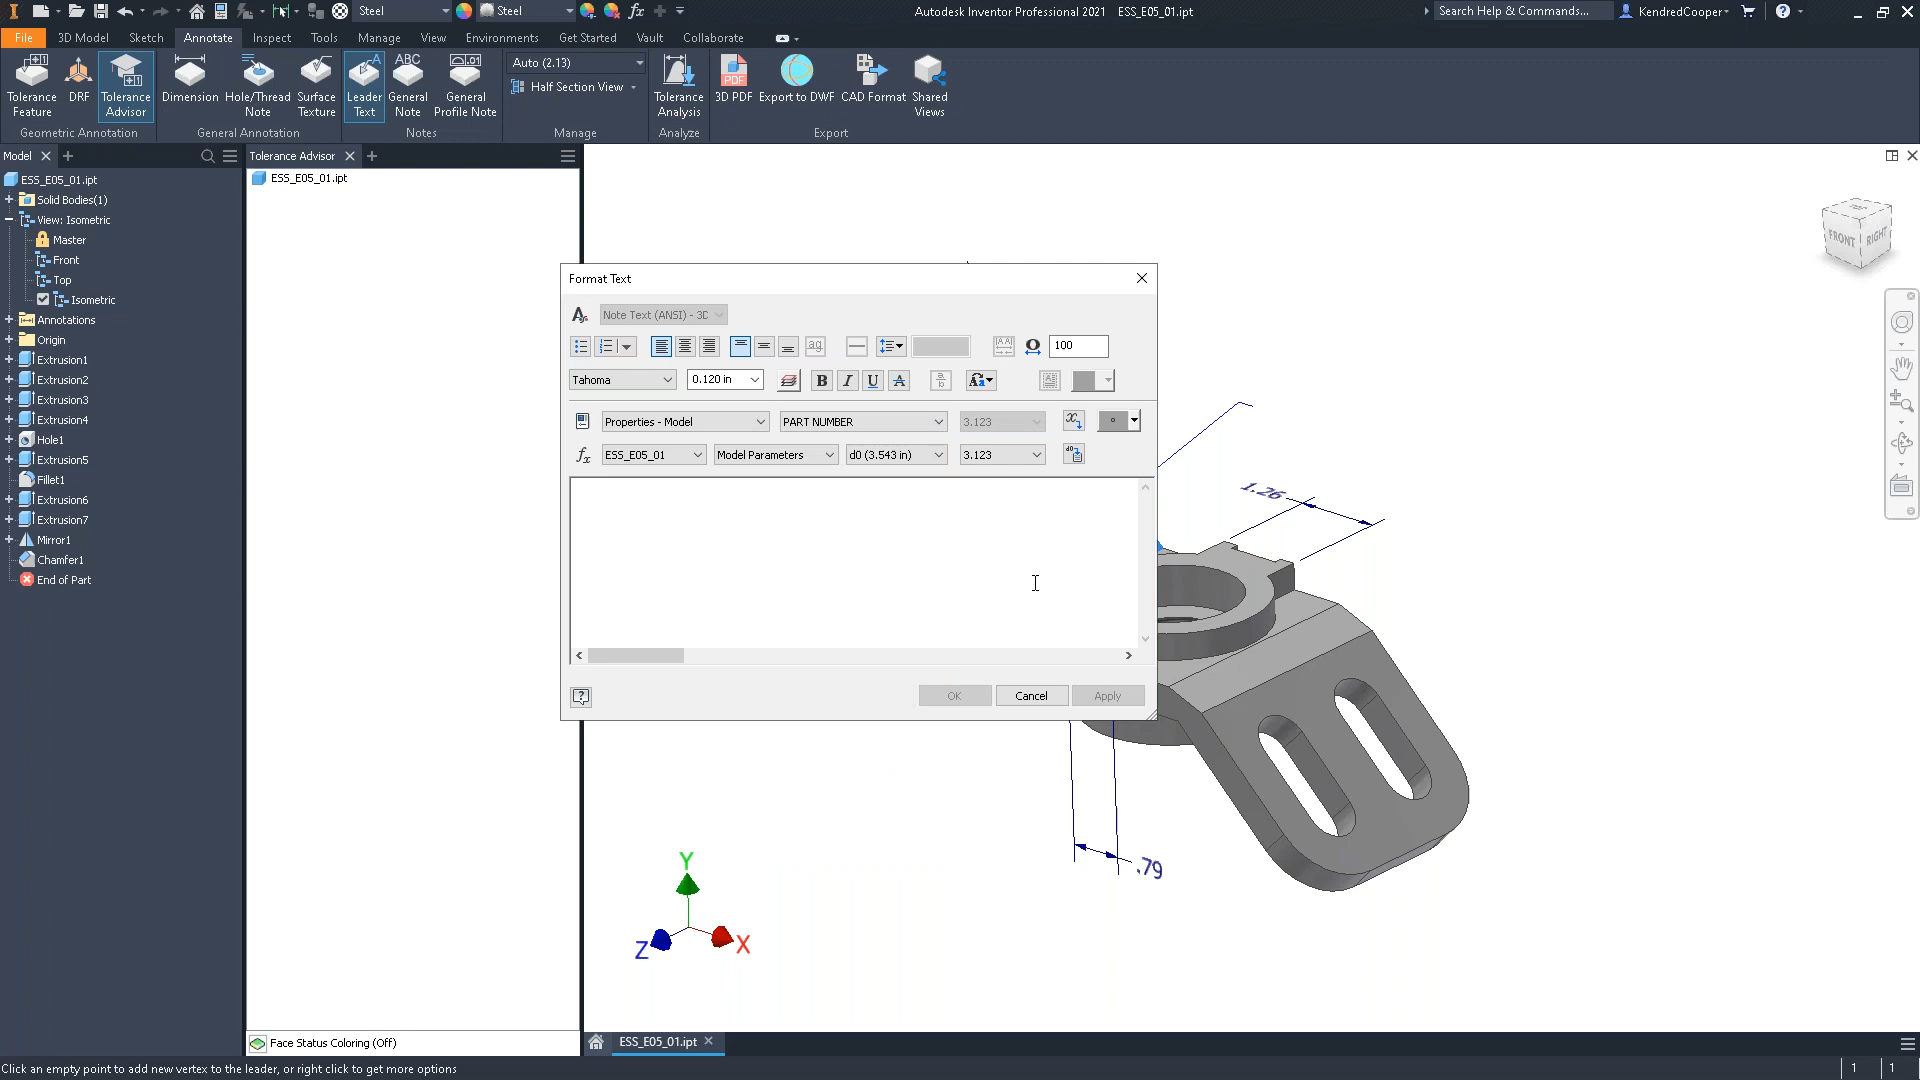 Steel
Steel
fx
Autodesk Inventor Professional 2021 ESS_E05_01.ipt
Search Help & Commands...
KendredCooper
File 3D Model Sketch Annotate Inspect Tools Manage View Environments Get Started Vault Collaborate
Tolerance Feature
DRF
Tolerance Advisor
Dimension
Hole/Thread Note
Surface Texture
Leader Text
General Note
General Profile Note
Auto (2.13)
Half Section View
Tolerance Analysis
3D PDF
Export to DWF
CAD Format
Shared Views
Geometric Annotation
General Annotation
Notes
Manage
Analyze
Export
Model
Tolerance Advisor
ESS_E05_01.ipt
ESS_E05_01.ipt
Solid Bodies(1)
View: Isometric
Master
Front
Top
Isometric
Annotations
Origin
Extrusion1
Extrusion2
Extrusion3
Extrusion4
Hole1
Extrusion5
Fillet1
Extrusion6
Extrusion7
Mirror1
Chamfer1
End of Part
Format Text
Note Text (ANSI) - 3D
100
Tahoma
0.120 in
B I U A
Properties - Model
PART NUMBER
3.123
ESS_E05_01
Model Parameters
d0 (3.543 in)
3.123
OK
Cancel
Apply
1.26
.79
FRONT
RIGHT
Y
Z
X
Face Status Coloring (Off)
ESS_E05_01.ipt
Click an empty point to add new vertex to the leader, or right click to get more options
1 1